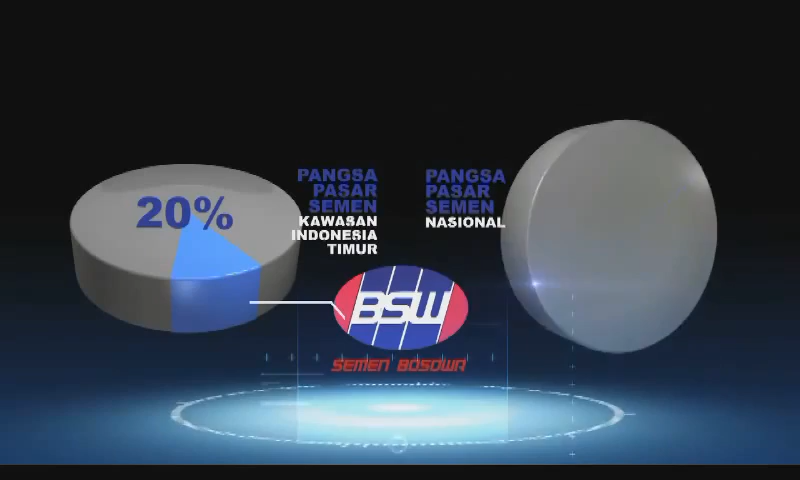 20%
PANGSA
PASAR
SEMEN
KAWASAN
INDONESIA
TIMUR
PANGSA
PASAR
SEMEN
NASIONAL
BSW
SEMEN BOSOWA